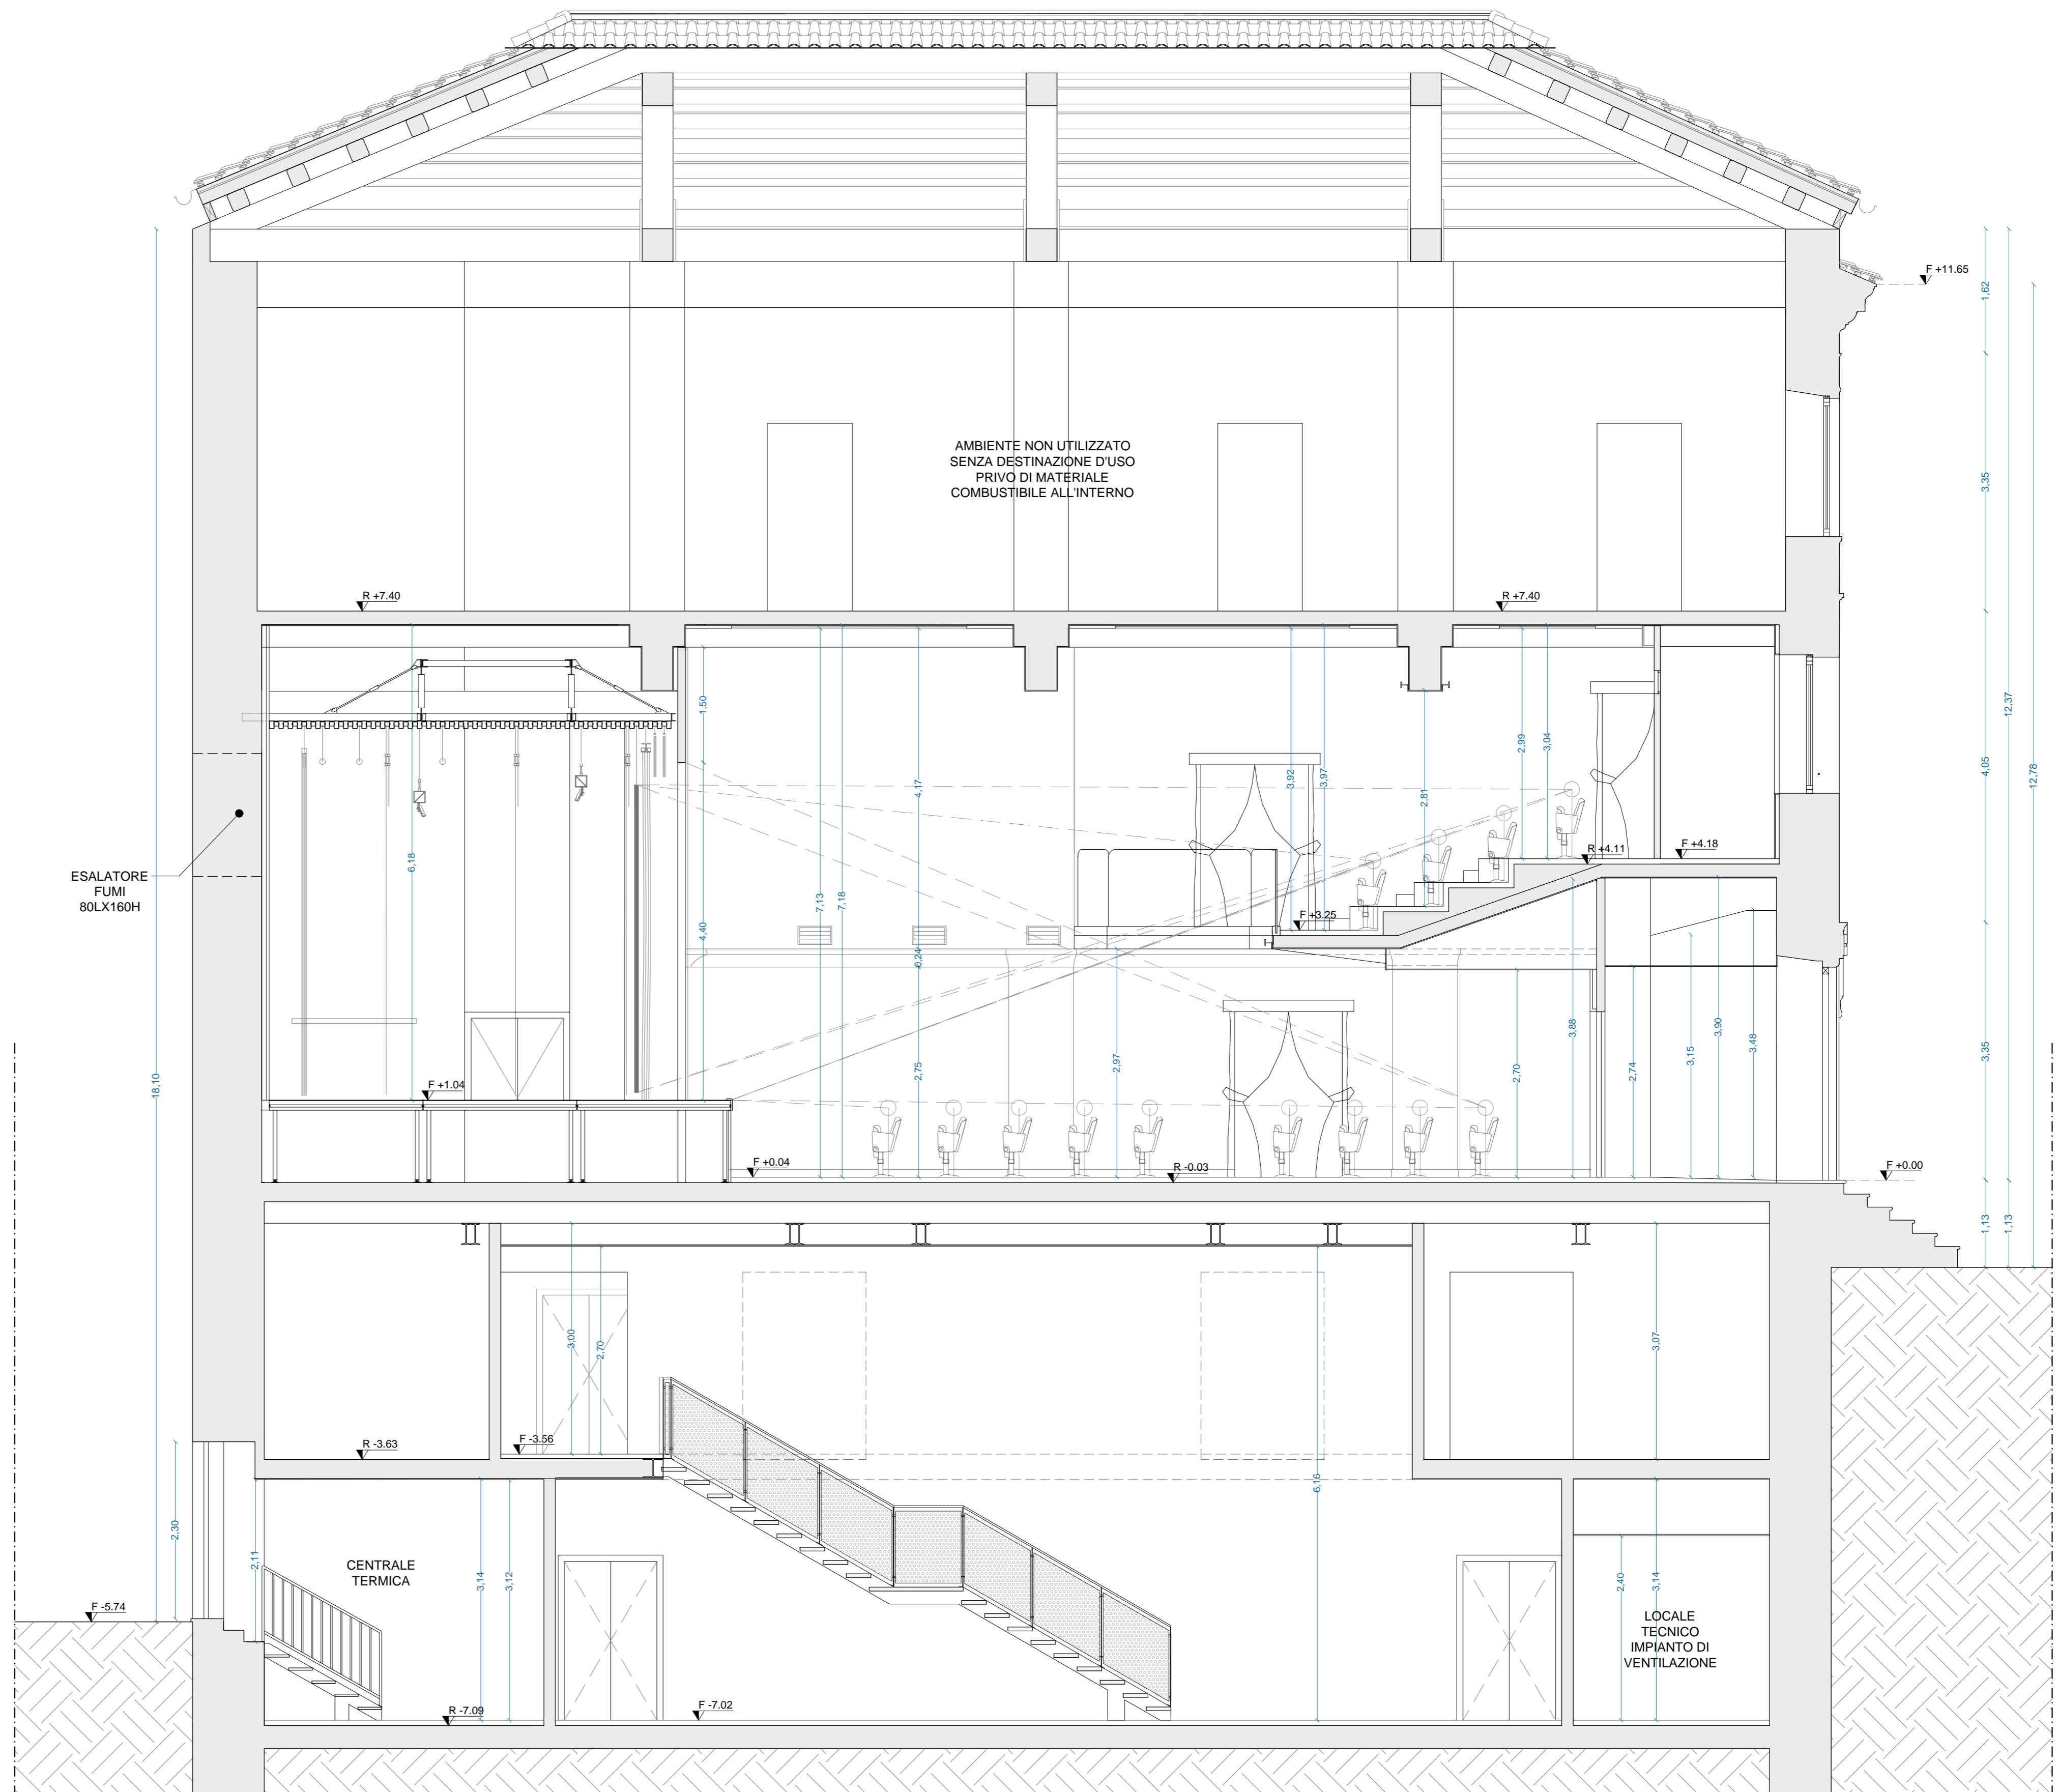 F +11.65
1,62
AMBIENTE NON UTILIZZATO
SENZA DESTINAZIONE D'USO
PRIVO DI MATERIALE
COMBUSTIBILE ALL'INTERNO
3,35
R +7.40
R +7.40
12,37
1,50
2,99
3,04
4,05
12,78
4,17
3,92
3,97
2,81
ESALATORE
FUMI
80LX160H
6,18
R +4.11
F +4.18
7,13
7,18
F +3.25
4,40
0,24
3,88
3,90
3,48
3,15
2,75
2,97
2,70
2,74
3,35
18,10
F +1.04
F +0.04
R -0.03
F +0.00
1,13
1,13
3,00
2,70
3,07
R -3.63
F -3.56
6,16
2,30
2,11
CENTRALE
TERMICA
3,14
3,12
2,40
3,14
F -5.74
LOCALE
TECNICO
IMPIANTO DI
VENTILAZIONE
R -7.09
F -7.02